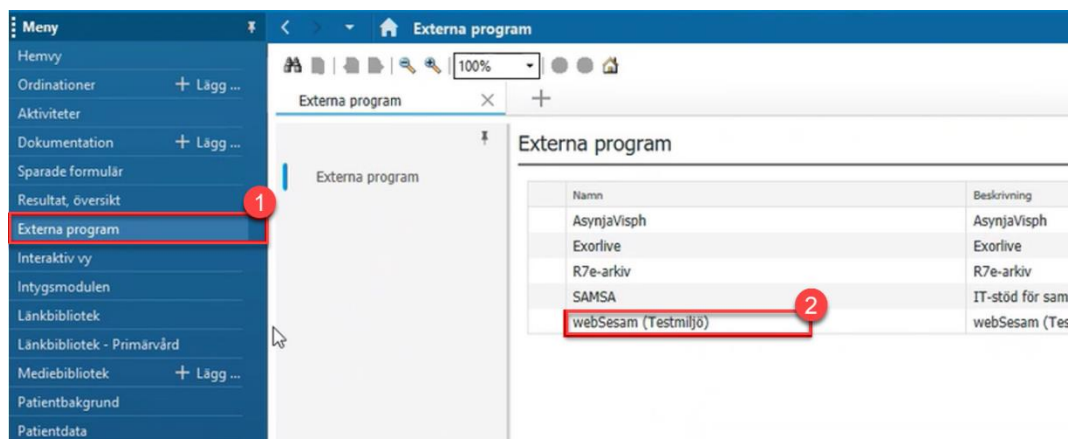 Meny
Externa program
Hemvy
Ordinationer + Lägg ...
Aktiviteter
Dokumentation + Lägg ...
Sparade formulär
Resultat, översikt
1
Externa program
Interaktiv vy
Intygsmodulen
Länkbibliotek
Länkbibliotek - Primärvård
Mediebibliotek + Lägg ...
Patientbakgrund
Patientdata
100%
Externa program
Externa program
Externa program
Namn Beskrivning
AsynjaVisph AsynjaVisph
Exorlive Exorlive
R7e-arkiv R7e-arkiv
SAMSA IT-stöd för sam
2
webSesam (Testmiljö) webSesam (Tes